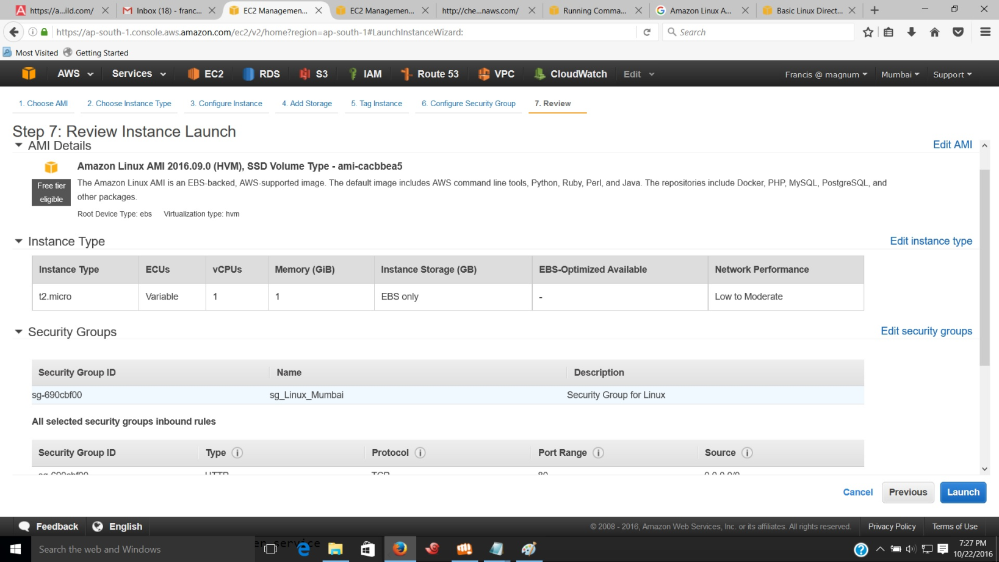 https://a...ild.com/
Inbox (18) - franc...
EC2 Managemen...
EC2 Managemen...
http://che...naws.com/
Running Comma...
Amazon Linux A...
Basic Linux Direct...
https://ap-south-1.console.aws.amazon.com/ec2/v2/home?region=ap-south-1#LaunchInstanceWizard:
Search
Most Visited
Getting Started
AWS
Services
EC2
RDS
S3
IAM
Route 53
VPC
CloudWatch
Edit
Francis @ magnum
Mumbai
Support
1. Choose AMI
2. Choose Instance Type
3. Configure Instance
4. Add Storage
5. Tag Instance
6. Configure Security Group
7. Review
Step 7: Review Instance Launch
AMI Details
Edit AMI
Amazon Linux AMI 2016.09.0 (HVM), SSD Volume Type - ami-cacbbea5
Free tier
eligible
The Amazon Linux AMI is an EBS-backed, AWS-supported image. The default image includes AWS command line tools, Python, Ruby, Perl, and Java. The repositories include Docker, PHP, MySQL, PostgreSQL, and
other packages.
Root Device Type: ebs Virtualization type: hvm
Instance Type
Edit instance type
Instance Type ECUs vCPUs Memory (GiB) Instance Storage (GB) EBS-Optimized Available Network Performance
t2.micro Variable 1 1 EBS only - Low to Moderate
Security Groups
Edit security groups
Security Group ID Name Description
sg-690cbf00 sg_Linux_Mumbai Security Group for Linux
All selected security groups inbound rules
Security Group ID Type Protocol Port Range Source
sg-690cbf00 HTTP TCP 80 0.0.0.0/0
Cancel
Previous
Launch
Feedback
English
© 2008 - 2016, Amazon Web Services, Inc. or its affiliates. All rights reserved.
Privacy Policy
Terms of Use
Search the web and Windows
7:27 PM
10/22/2016